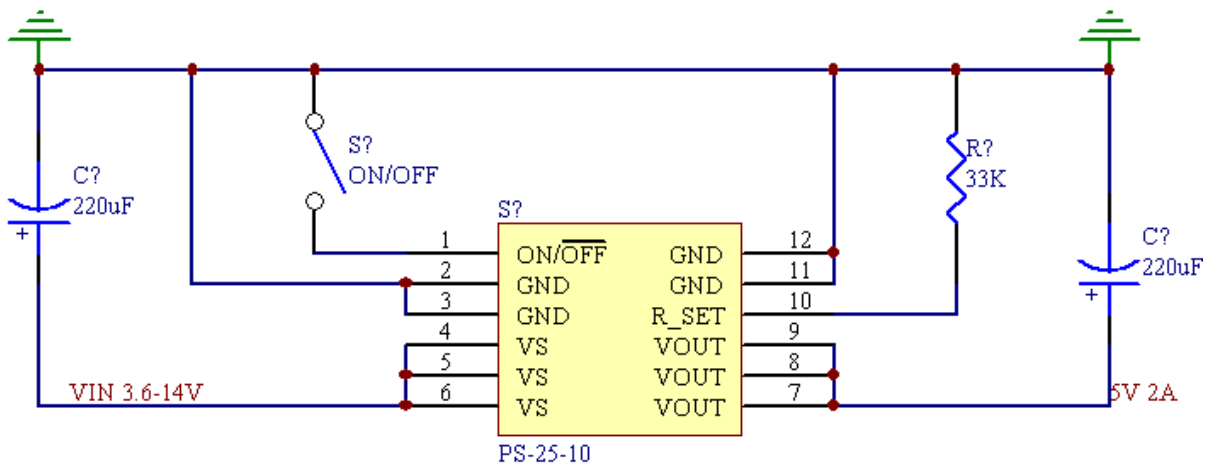 S?
ON/OFF
R?
33K
C?
220uF
+
S?
C?
220uF
+
1
ON/OFF
GND
12
2
GND
GND
11
3
GND
R_SET
10
4
VS
VOUT
9
5
VS
VOUT
8
6
VS
VOUT
7
VIN 3.6-14V
5V 2A
PS-25-10